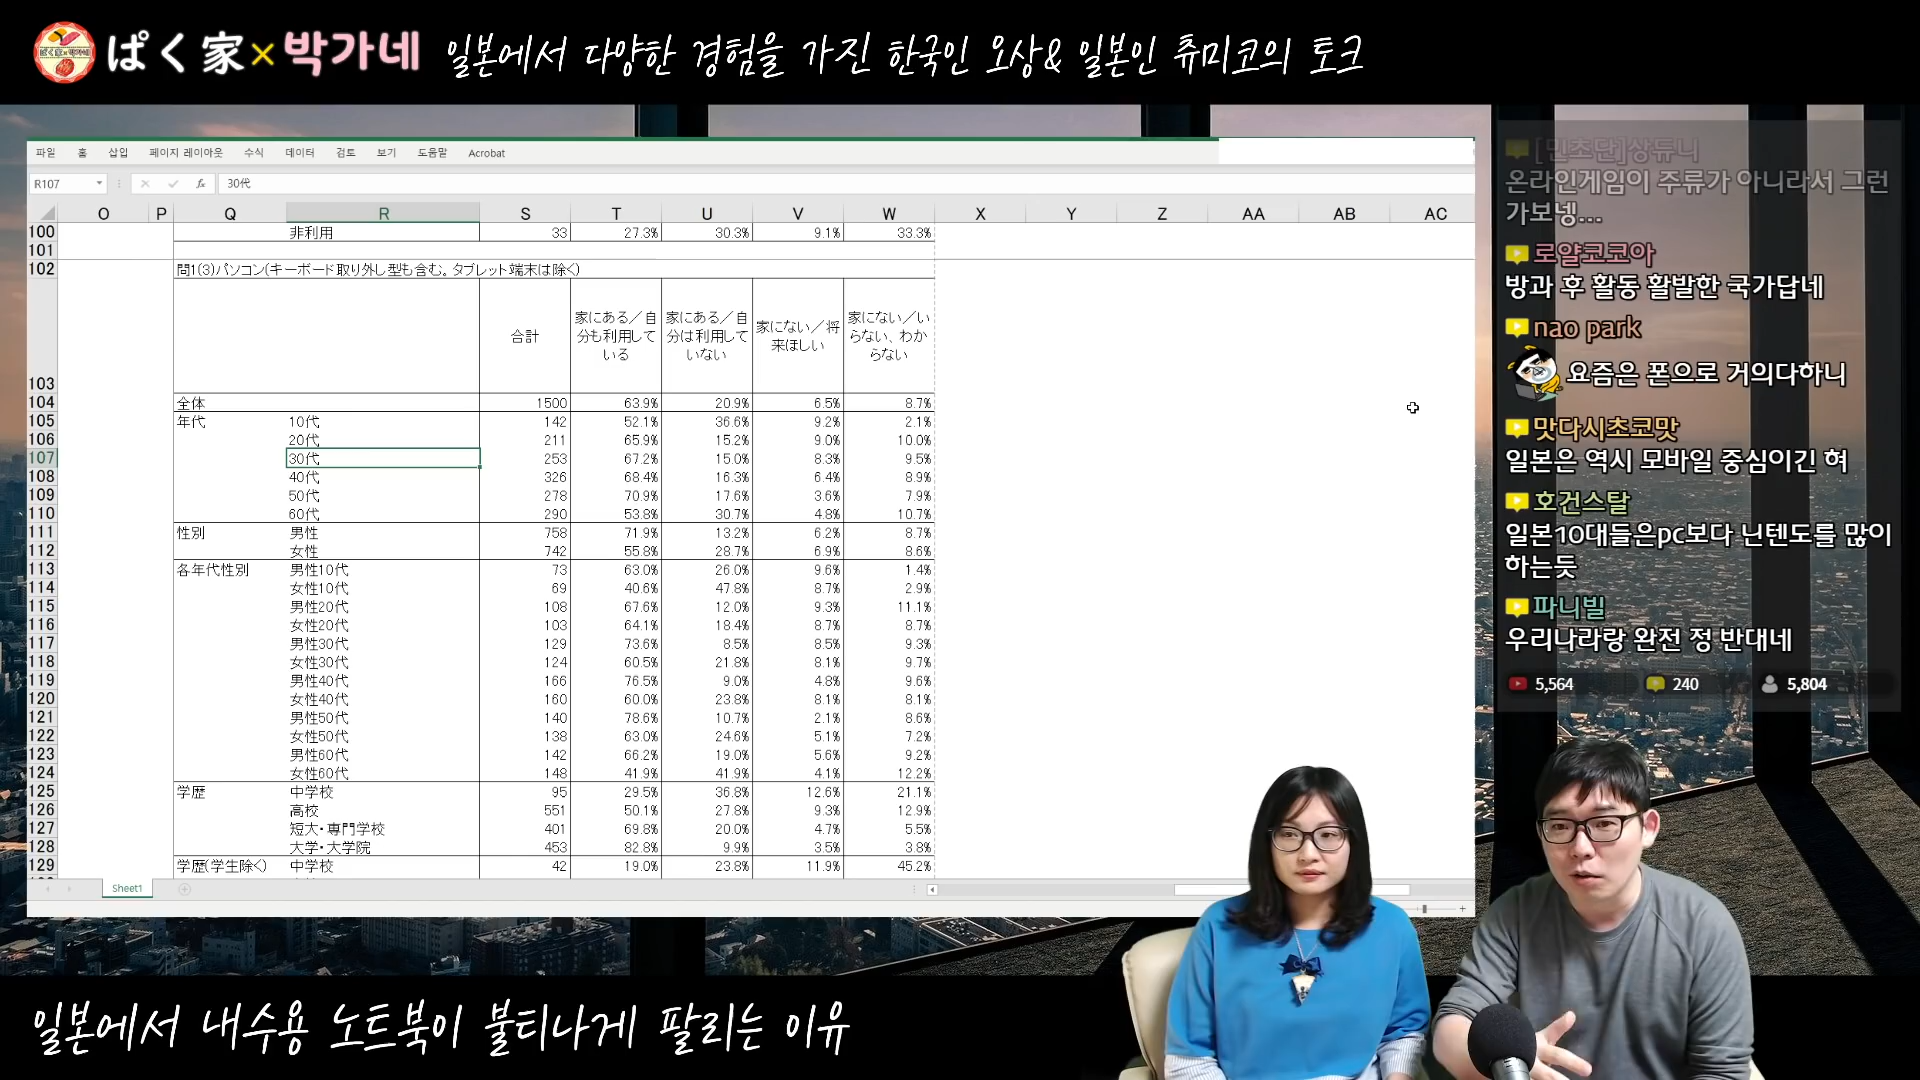 ぱく家×박가네 일본에서 다양한 경험을 가진 한국인 오상& 일본인 츄미코의 토크
파일 홈 삽입 페이지 레이아웃 수식 데이터 검토 보기 도움말 Acrobat
R107 fx 30代
O P Q R S T U V W X Y Z AA AB AC
100 非利用 33 27.3% 30.3% 9.1% 33.3%
101
102 問1(3)パソコン(キーボード取り外し型も含む。タブレット端末は除く)
103 合計 家にある／自分も利用している 家にある／自分は利用していない 家にない／将来ほしい 家にない／いらない、わからない
104 全体 1500 63.9% 20.9% 6.5% 8.7%
105 年代 10代 142 52.1% 36.6% 9.2% 2.1%
106 20代 211 65.9% 15.2% 9.0% 10.0%
107 30代 253 67.2% 15.0% 8.3% 9.5%
108 40代 326 68.4% 16.3% 6.4% 8.9%
109 50代 278 70.9% 17.6% 3.6% 7.9%
110 60代 290 53.8% 30.7% 4.8% 10.7%
111 性別 男性 758 71.9% 13.2% 6.2% 8.7%
112 女性 742 55.8% 28.7% 6.9% 8.6%
113 各年代性別 男性10代 73 63.0% 26.0% 9.6% 1.4%
114 女性10代 69 40.6% 47.8% 8.7% 2.9%
115 男性20代 108 67.6% 12.0% 9.3% 11.1%
116 女性20代 103 64.1% 18.4% 8.7% 8.7%
117 男性30代 129 73.6% 8.5% 8.5% 9.3%
118 女性30代 124 60.5% 21.8% 8.1% 9.7%
119 男性40代 166 76.5% 9.0% 4.8% 9.6%
120 女性40代 160 60.0% 23.8% 8.1% 8.1%
121 男性50代 140 78.6% 10.7% 2.1% 8.6%
122 女性50代 138 63.0% 24.6% 5.1% 7.2%
123 男性60代 142 66.2% 19.0% 5.6% 9.2%
124 女性60代 148 41.9% 41.9% 4.1% 12.2%
125 学歴 中学校 95 29.5% 36.8% 12.6% 21.1%
126 高校 551 50.1% 27.8% 9.3% 12.9%
127 短大・専門学校 401 69.8% 20.0% 4.7% 5.5%
128 大学・大学院 453 82.8% 9.9% 3.5% 3.8%
129 学歴(学生除く) 中学校 42 19.0% 23.8% 11.9% 45.2%
Sheet1
[민초단]상듀니
온라인게임이 주류가 아니라서 그런
가보넹...
로얄코코아
방과 후 활동 활발한 국가답네
nao park
요즘은 폰으로 거의다하니
맛다시초코맛
일본은 역시 모바일 중심이긴 혀
호건스탈
일본10대들은pc보다 닌텐도를 많이
하는듯
파니빌
우리나라랑 완전 정 반대네
5,564 240 5,804
일본에서 내수용 노트북이 불티나게 팔리는 이유